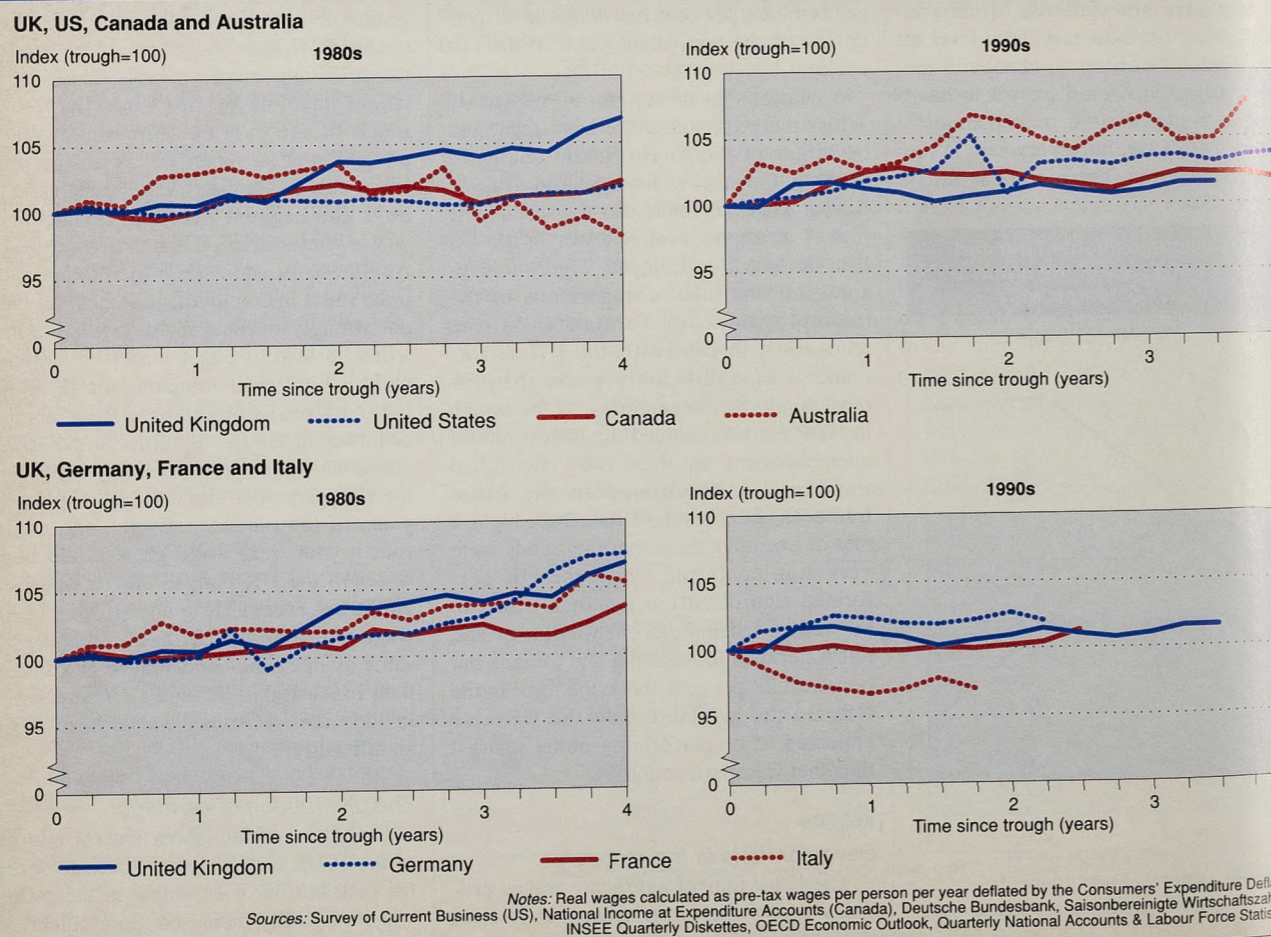 UK, US, Canada and Australia
Index (trough=100)
1980s
110
105
100
95
0
0 1 2 3 4
Time since trough (years)
Index (trough=100)
1990s
110
105
100
95
0
0 1 2 3
Time since trough (years)
United Kingdom United States Canada Australia
UK, Germany, France and Italy
Index (trough=100)
1980s
110
105
100
95
0
0 1 2 3 4
Time since trough (years)
Index (trough=100)
1990s
110
105
100
95
0
0 1 2 3
Time since trough (years)
United Kingdom Germany France Italy
Notes: Real wages calculated as pre-tax wages per person per year deflated by the Consumers' Expenditure
Sources: Survey of Current Business (US), National Income at Expenditure Accounts (Canada), Deutsche Bundesbank, Saisonbereinigte
INSEE Quarterly Diskettes, OECD Economic Outlook, Quarterly National Accounts & Labour Force